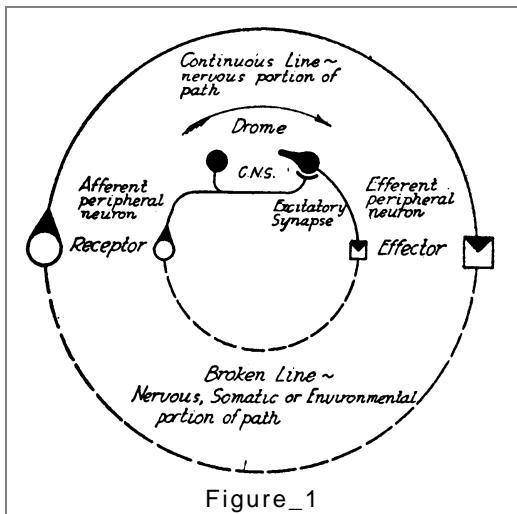 Continuous Line~
nervous portion of
path
Drome
C.N.S.
Afferent
peripheral
neuron
Efferent
peripheral
neuron
Excitatory
Synapse
Receptor
Effector
Broken Line~
Nervous, Somatic or Environmental
portion of path
Figure_1